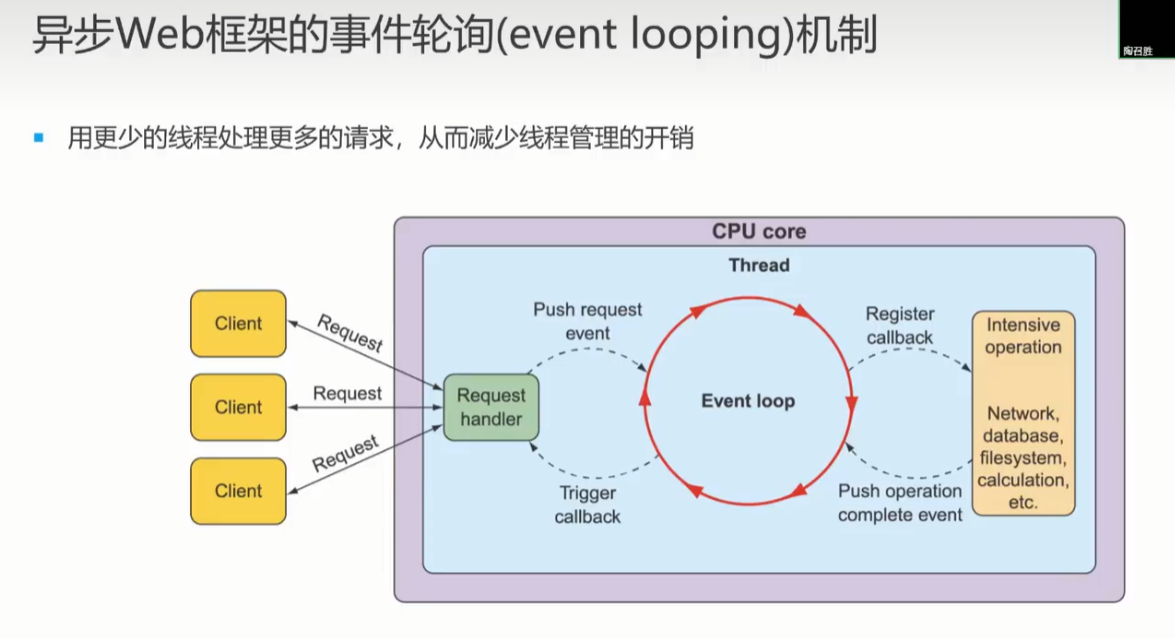 异步Web框架的事件轮询(event looping)机制
陶召胜
用更少的线程处理更多的请求，从而减少线程管理的开销
CPU core
Thread
Client
Client
Client
Request
Request
Request
Request
handler
Push request
event
Trigger
callback
Event loop
Register
callback
Push operation
complete event
Intensive
operation
Network,
database,
filesystem,
calculation,
etc.